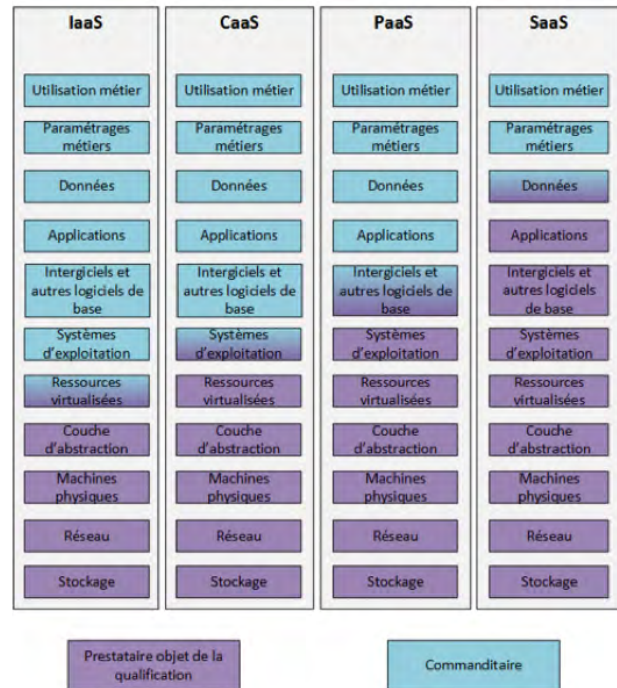 IaaS
Utilisation métier
Paramétrages
métiers
Données
Applications
Intergiciels et
autres logiciels de
base
Systèmes
d'exploitation
Ressources
virtualisées
Couche
d'abstraction
Machines
physiques
Réseau
Stockage
CaaS
Utilisation métier
Paramétrages
métiers
Données
Applications
Intergiciels et
autres logiciels de
base
Systèmes
d'exploitation
Ressources
virtualisées
Couche
d'abstraction
Machines
physiques
Réseau
Stockage
PaaS
Utilisation métier
Paramétrages
métiers
Données
Applications
Intergiciels et
autres logiciels de
base
Systèmes
d'exploitation
Ressources
virtualisées
Couche
d'abstraction
Machines
physiques
Réseau
Stockage
SaaS
Utilisation métier
Paramétrages
métiers
Données
Applications
Intergiciels et
autres logiciels
de base
Systèmes
d'exploitation
Ressources
virtualisées
Couche
d'abstraction
Machines
physiques
Réseau
Stockage
Prestataire objet de la
qualification
Commanditaire